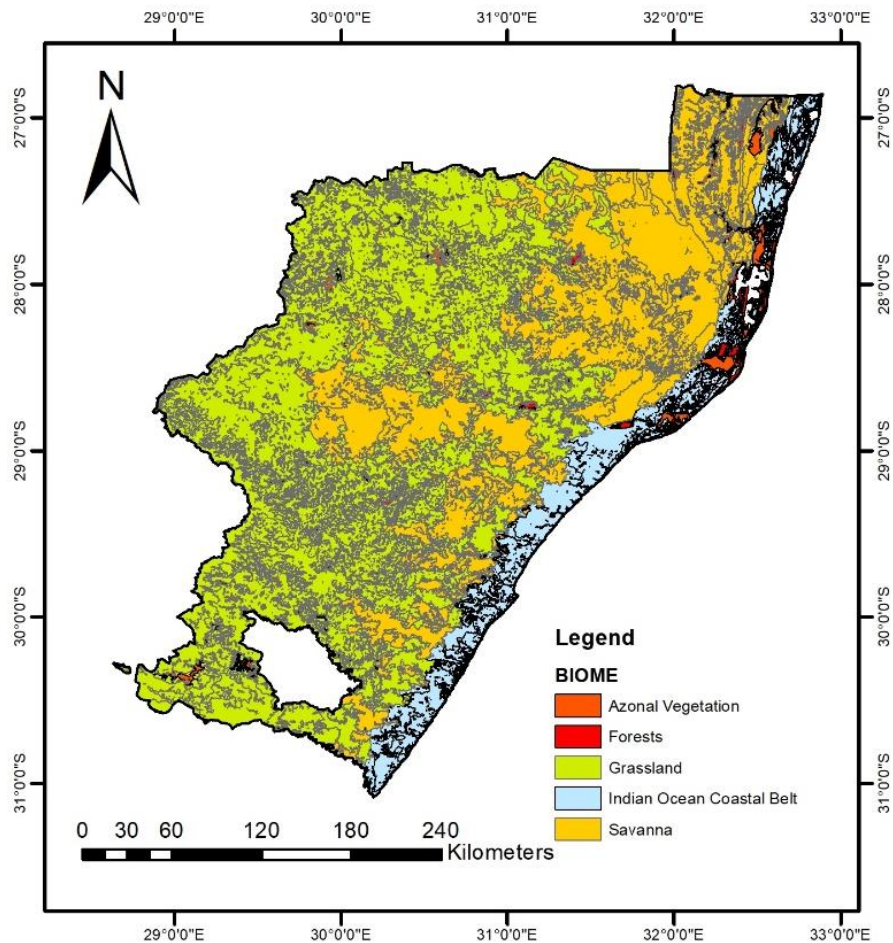 29°0'0"E 30°0'0"E 31°0'0"E 32°0'0"E 33°0'0"E
N
27°0'0"S 27°0'0"S
28°0'0"S 28°0'0"S
29°0'0"S 29°0'0"S
30°0'0"S 30°0'0"S
31°0'0"S 31°0'0"S
Legend
BIOME
Azonal Vegetation
Forests
Grassland
Indian Ocean Coastal Belt
Savanna
0 30 60 120 180 240
Kilometers
29°0'0"E 30°0'0"E 31°0'0"E 32°0'0"E 33°0'0"E